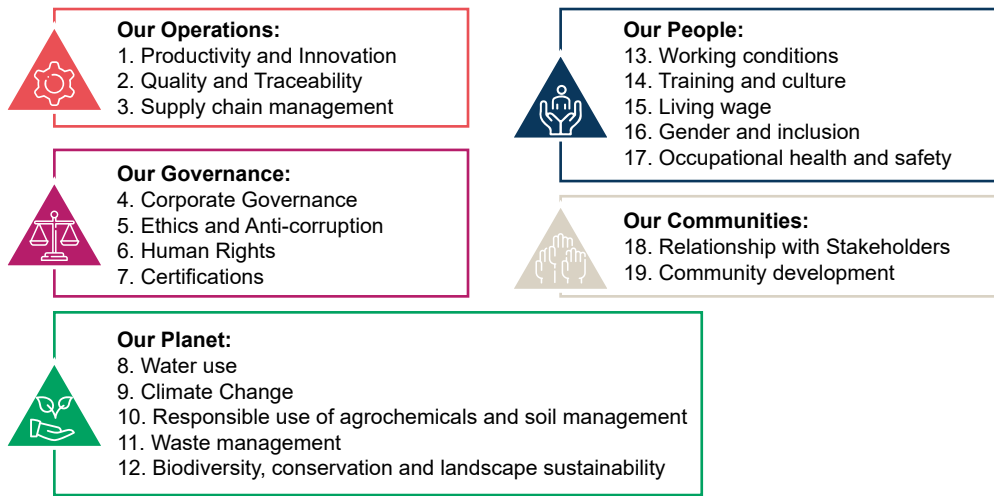 Our Operations:
1. Productivity and Innovation
2. Quality and Traceability
3. Supply chain management
Our Governance:
4. Corporate Governance
5. Ethics and Anti-corruption
6. Human Rights
7. Certifications
Our Planet:
8. Water use
9. Climate Change
10. Responsible use of agrochemicals and soil management
11. Waste management
12. Biodiversity, conservation and landscape sustainability
Our People:
13. Working conditions
14. Training and culture
15. Living wage
16. Gender and inclusion
17. Occupational health and safety
Our Communities:
18. Relationship with Stakeholders
19. Community development